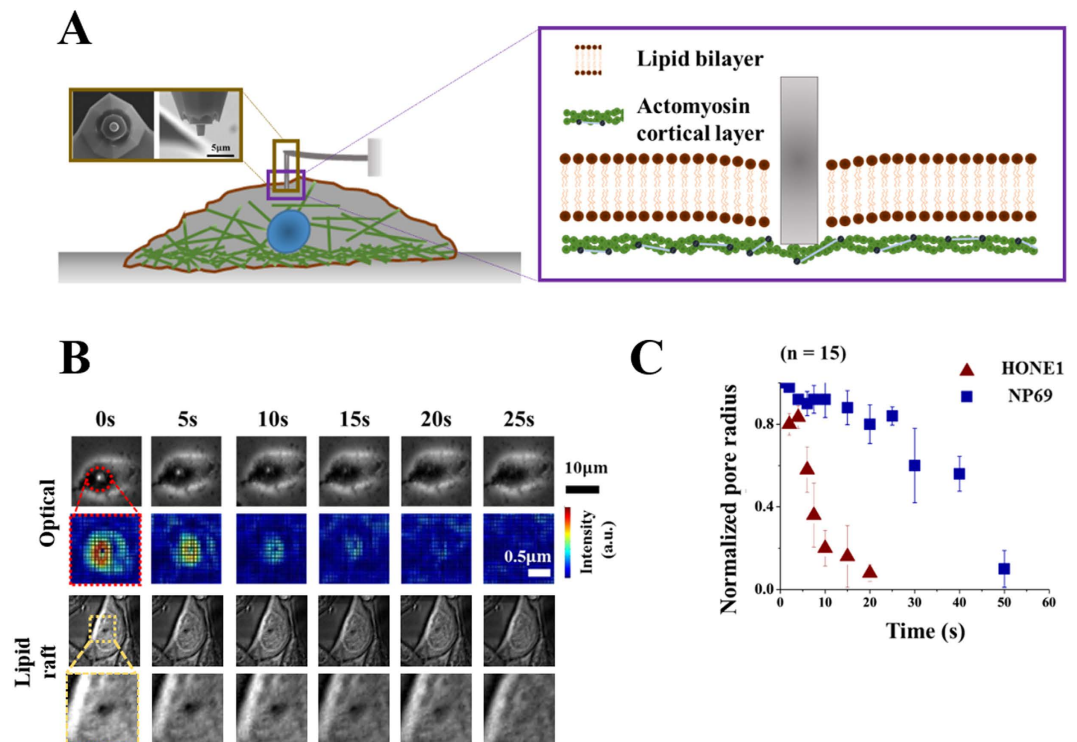 A
Lipid bilayer
Actomyosin
cortical layer
5μm
B
0s 5s 10s 15s 20s 25s
Optical
10μm
0.5μm
Intensity
(a.u.)
Lipid
raft
C
(n = 15)
HONE1
NP69
Normalized pore radius
0.8
0.4
0.0
0 10 20 30 40 50 60
Time (s)